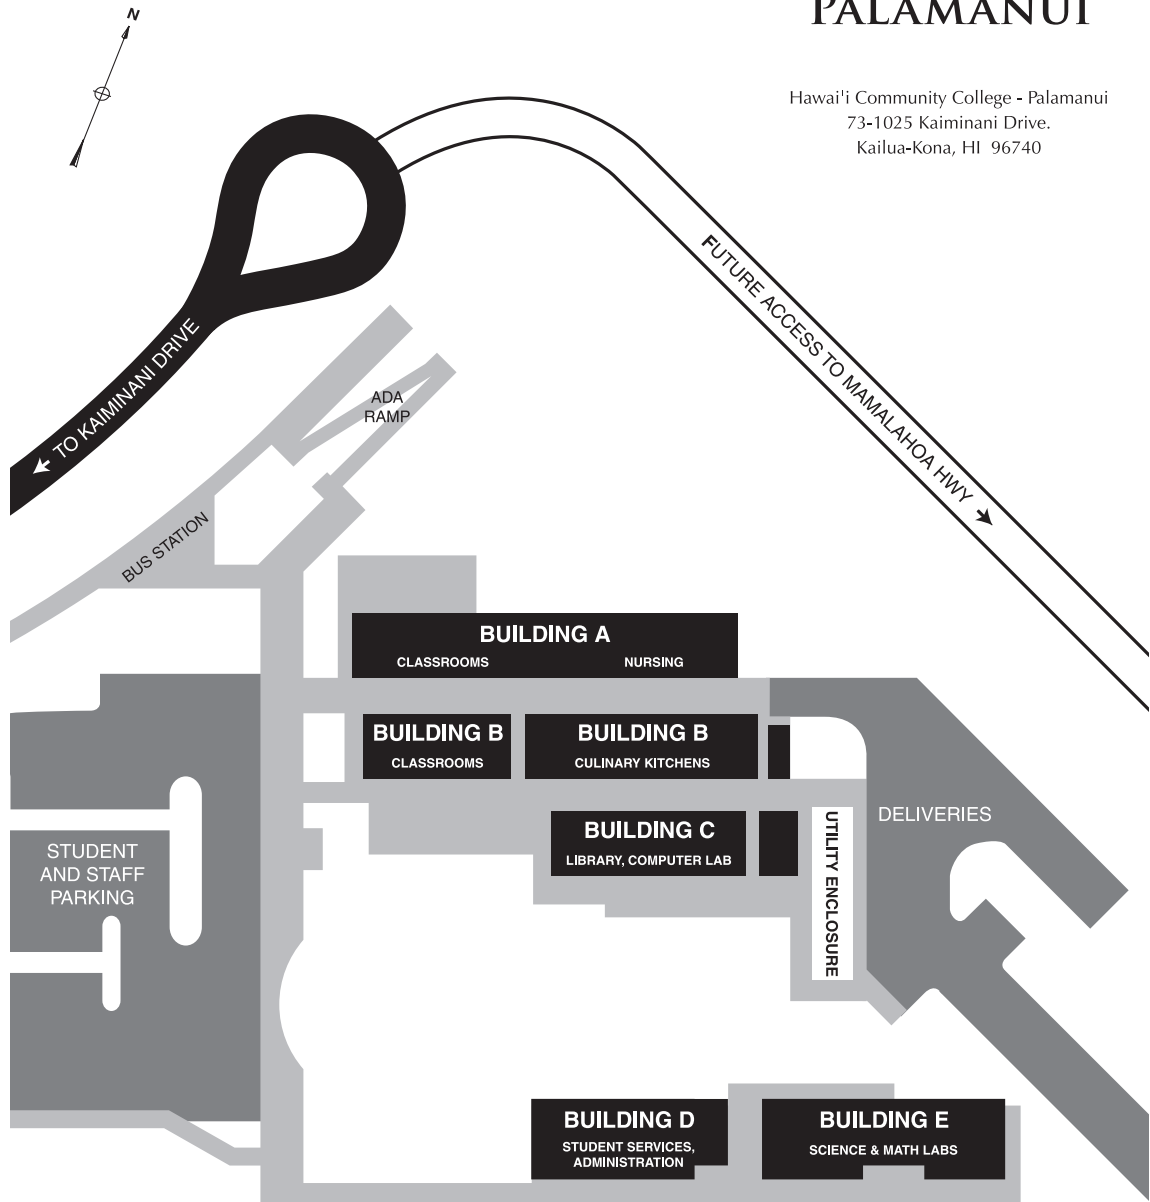 PALAMANUI
N
Hawai'i Community College - Palamanui
73-1025 Kaiminani Drive.
Kailua-Kona, HI 96740
FUTURE ACCESS TO MAMALAHOA HWY
TO KAIMINANI DRIVE
ADA
RAMP
BUS STATION
BUILDING A
CLASSROOMS
NURSING
BUILDING B
CLASSROOMS
BUILDING B
CULINARY KITCHENS
BUILDING C
LIBRARY, COMPUTER LAB
UTILITY ENCLOSURE
DELIVERIES
STUDENT
AND STAFF
PARKING
BUILDING D
STUDENT SERVICES,
ADMINISTRATION
BUILDING E
SCIENCE & MATH LABS